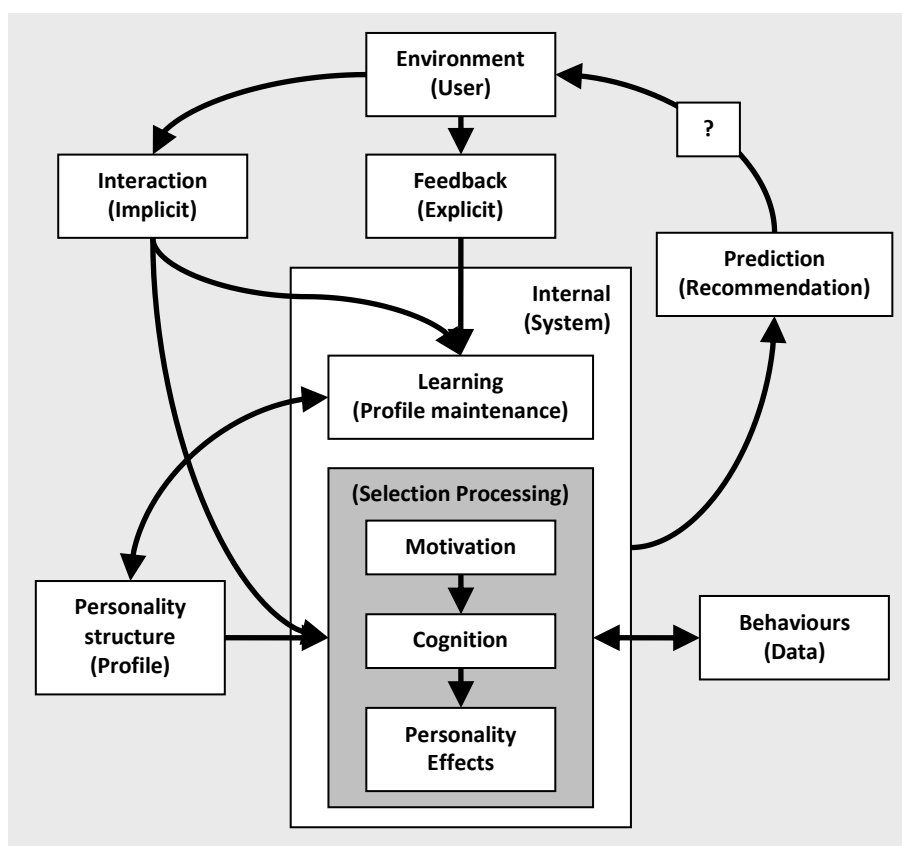 Environment
(User)
?
Interaction
(Implicit)
Feedback
(Explicit)
Prediction
(Recommendation)
Internal
(System)
Learning
(Profile maintenance)
(Selection Processing)
Motivation
Personality
structure
(Profile)
Cognition
Behaviours
(Data)
Personality
Effects